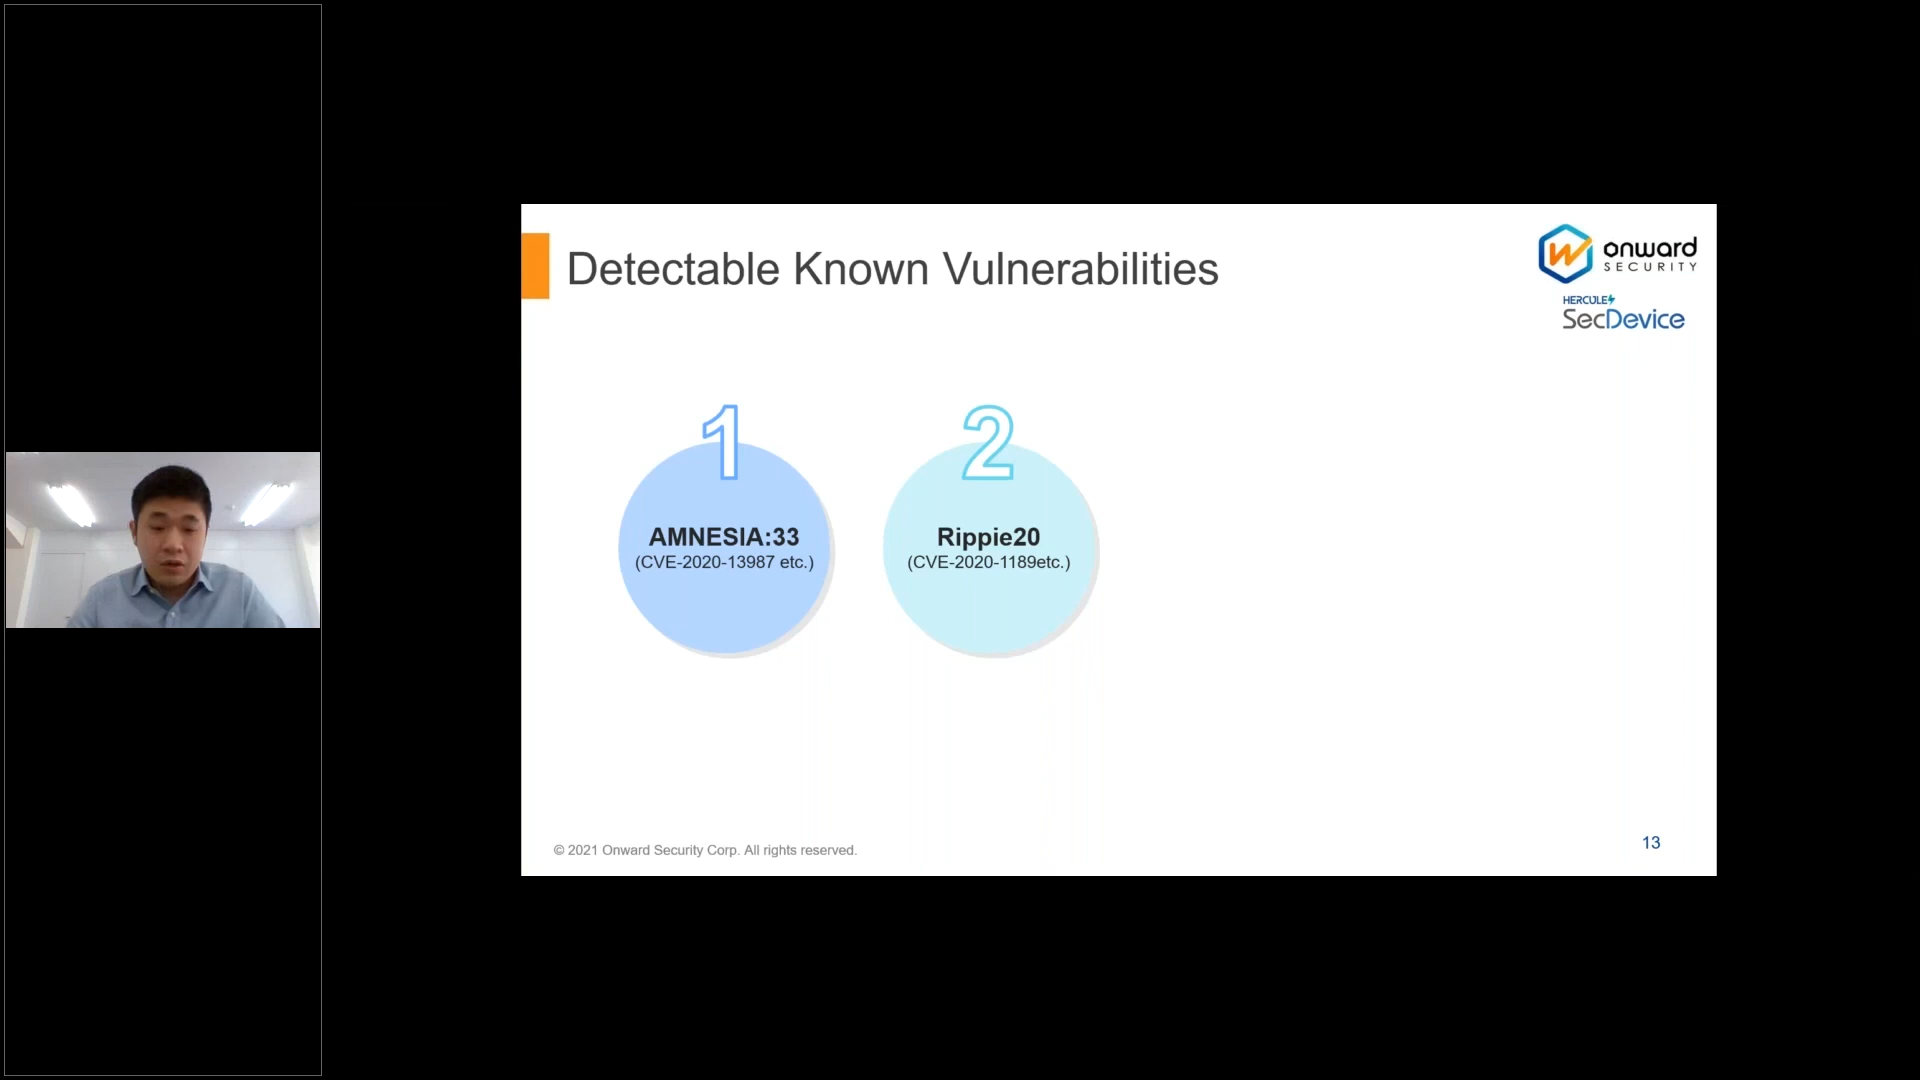 Detectable Known Vulnerabilities
onward
SECURITY
HERCULES
SecDevice
1
2
AMNESIA:33
(CVE-2020-13987 etc.)
Rippie20
(CVE-2020-1189etc.)
© 2021 Onward Security Corp. All rights reserved.
13